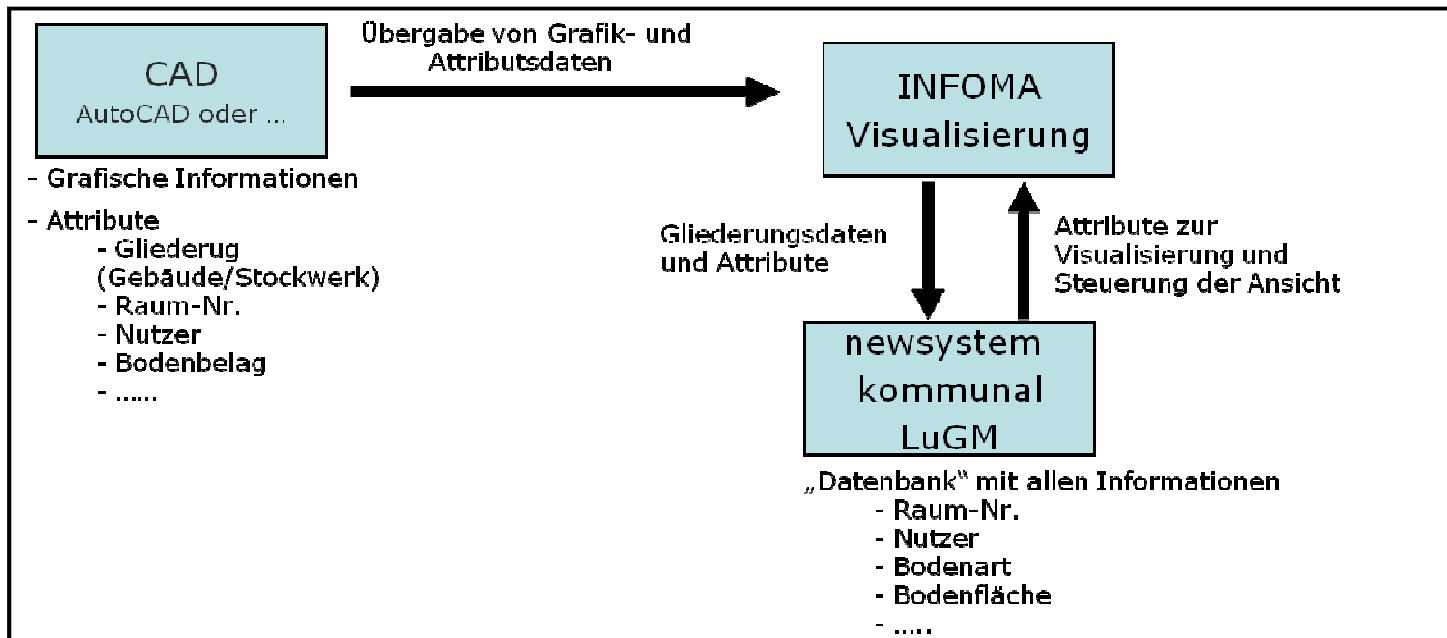 CAD
AutoCAD oder ...
Übergabe von Grafik- und
Attributsdaten
INFOMA
Visualisierung
- Grafische Informationen
- Attribute
- Gliederug
(Gebäude/Stockwerk)
- Raum-Nr.
- Nutzer
- Bodenbelag
- ......
Gliederungsdaten
und Attribute
Attribute zur
Visualisierung und
Steuerung der Ansicht
newsystem
kommunal
LuGM
„Datenbank“ mit allen Informationen
- Raum-Nr.
- Nutzer
- Bodenart
- Bodenfläche
- .....